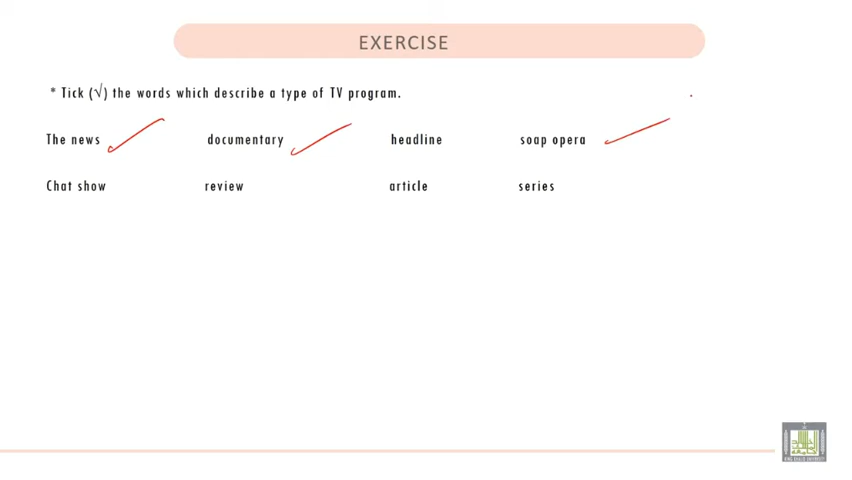 EXERCISE
* Tick (√) the words which describe a type of TV program.
The news documentary headline soap opera
Chat show review article series